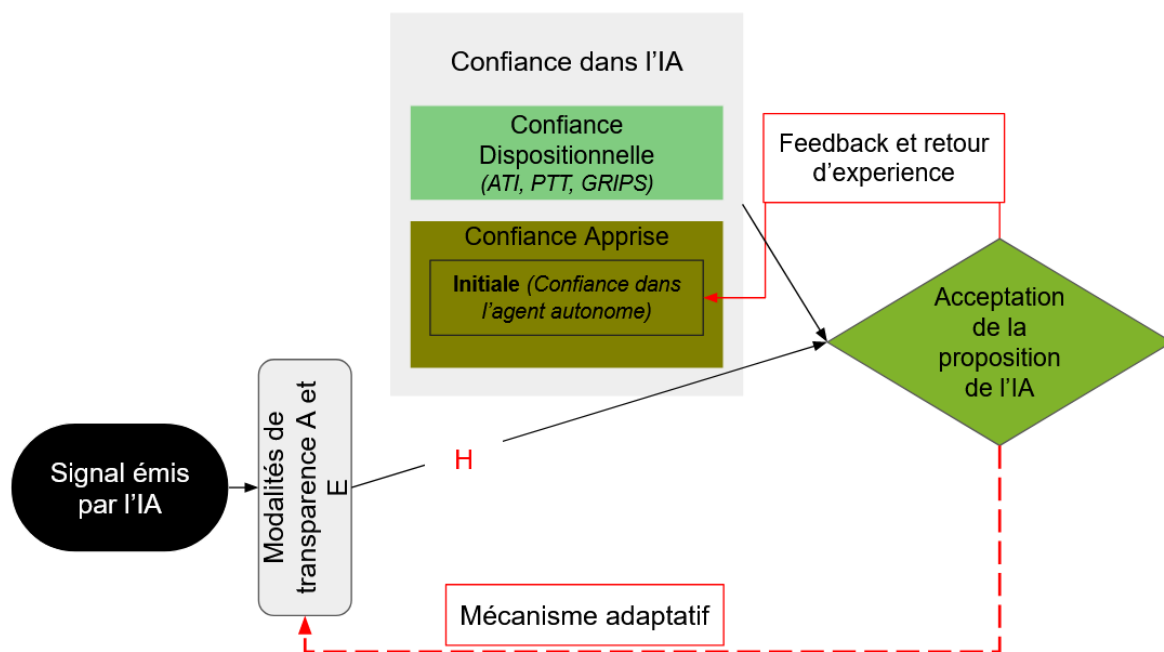 Confiance dans l’IA
Confiance
Dispositionnelle
(ATI, PTT, GRIPS)
Feedback et retour
d’experience
Confiance Apprise
Initiale (Confiance dans
l’agent autonome)
Acceptation
de la
proposition
de l’IA
Signal émis
par l’IA
Modalités de
transparence A et
E
H
Mécanisme adaptatif